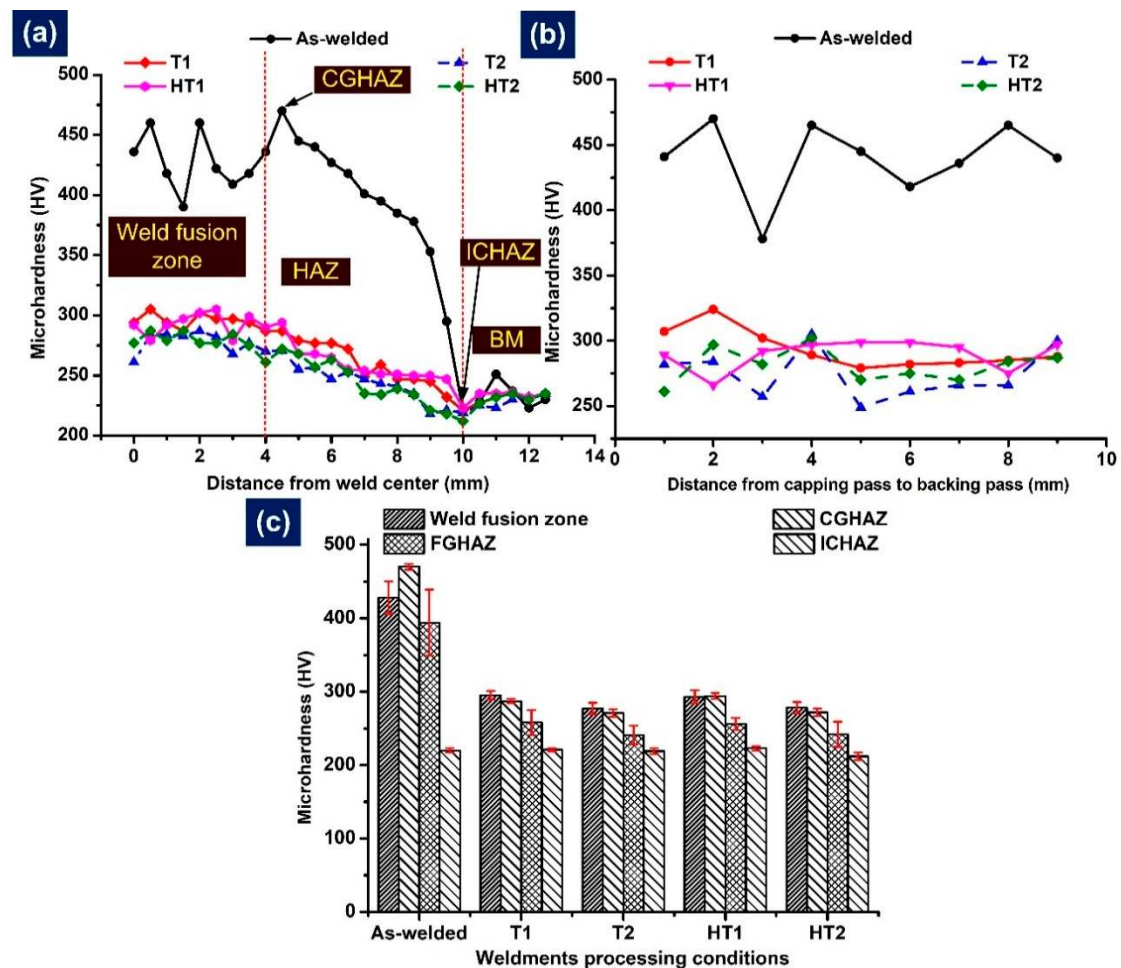 (a)
As-welded
T1
T2
HT1
HT2
500
450
400
350
300
250
200
Microhardness (HV)
CGHAZ
Weld fusion
zone
HAZ
ICHAZ
BM
0 2 4 6 8 10 12 14
Distance from weld center (mm)
(b)
As-welded
T1
T2
HT1
HT2
500
450
400
350
300
250
Microhardness (HV)
0 2 4 6 8 10
Distance from capping pass to backing pass (mm)
(c)
Weld fusion zone
CGHAZ
FGHAZ
ICHAZ
500
400
300
200
100
0
Microhardness (HV)
As-welded T1 T2 HT1 HT2
Weldments processing conditions